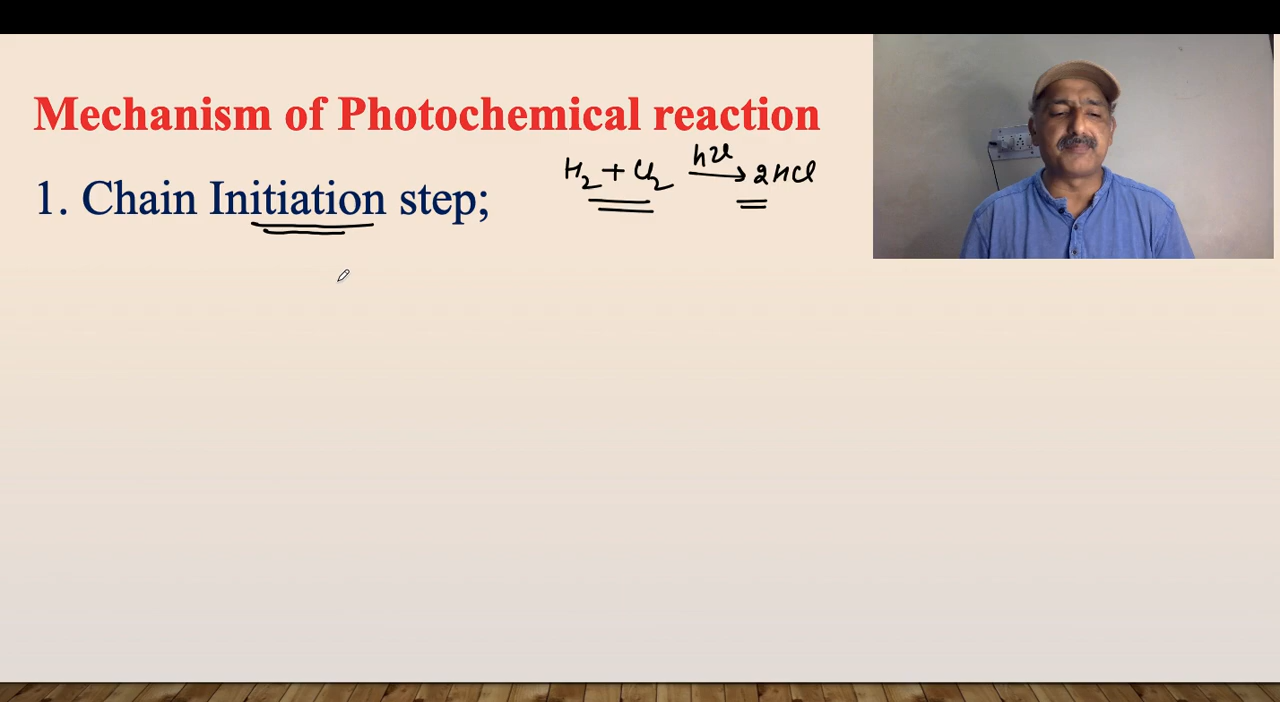 Mechanism of Photochemical reaction
H₂ + Cl₂ hν → 2HCl
1. Chain Initiation step;